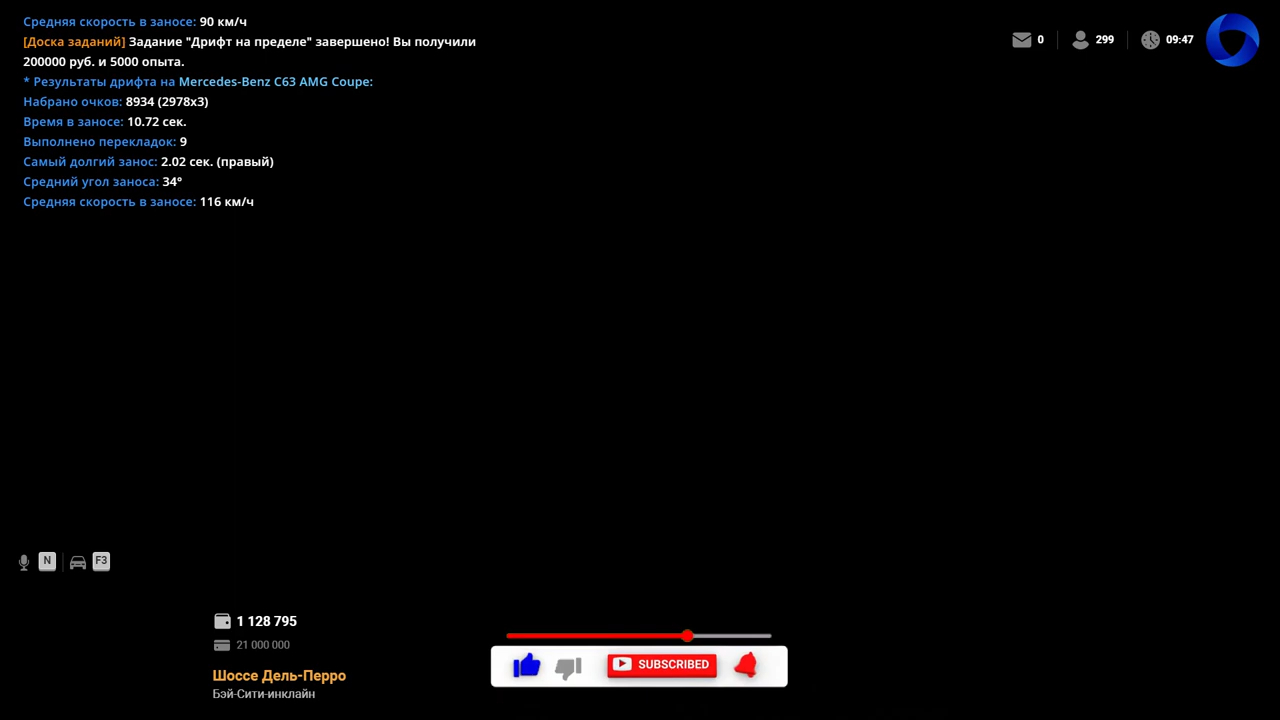 Средняя скорость в заносе: 90 км/ч
[Доска заданий] Задание "Дрифт на пределе" завершено! Вы получили
200000 руб. и 5000 опыта.
* Результаты дрифта на Mercedes-Benz C63 AMG Coupe:
Набрано очков: 8934 (2978x3)
Время в заносе: 10.72 сек.
Выполнено перекладок: 9
Самый долгий занос: 2.02 сек. (правый)
Средний угол заноса: 34°
Средняя скорость в заносе: 116 км/ч
0
299
09:47
N
F3
1 128 795
21 000 000
Шоссе Дель-Перро
Бэй-Сити-инклайн
SUBSCRIBED